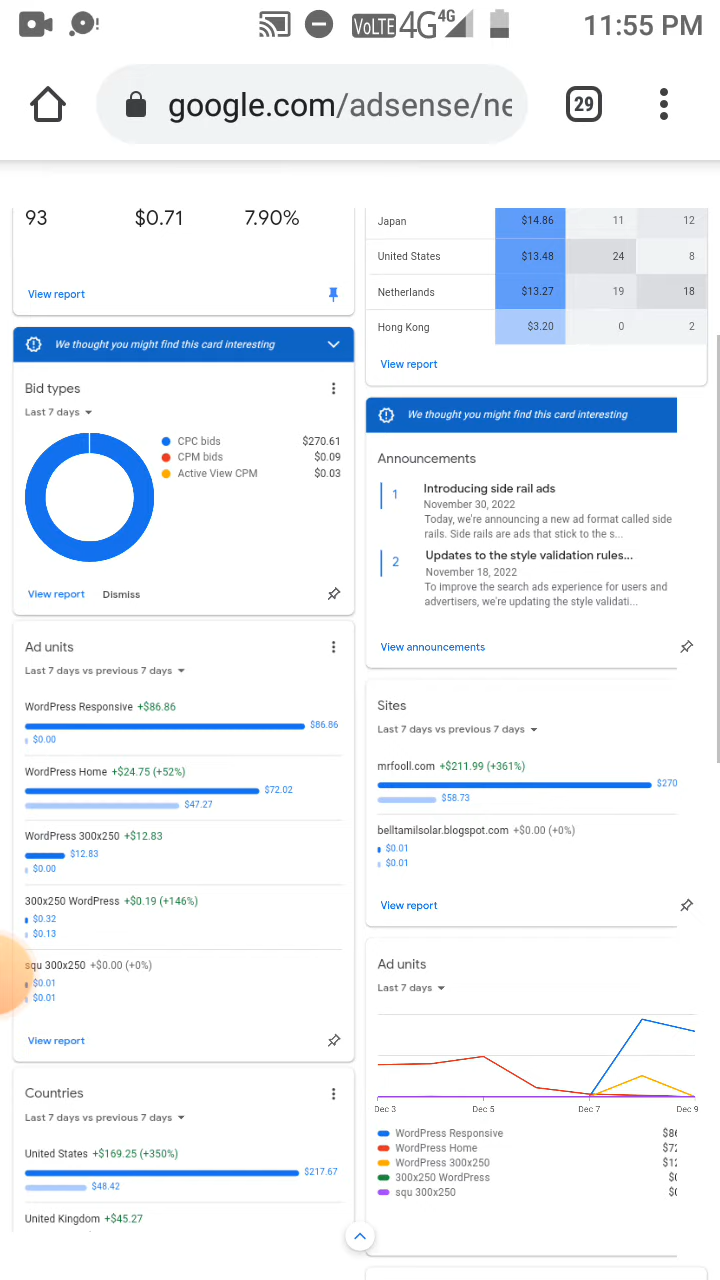 VoLTE 4G 4G 11:55 PM
google.com/adsense/ne
29
93 $0.71 7.90%
View report
We thought you might find this card interesting
Bid types
Last 7 days
CPC bids $270.61
CPM bids $0.09
Active View CPM $0.03
View report Dismiss
Ad units
Last 7 days vs previous 7 days
WordPress Responsive +$86.86
$86.86
$0.00
WordPress Home +$24.75 (+52%)
$72.02
$47.27
WordPress 300x250 +$12.83
$12.83
$0.00
300x250 WordPress +$0.19 (+146%)
$0.32
$0.13
squ 300x250 +$0.00 (+0%)
$0.01
$0.01
View report
Countries
Last 7 days vs previous 7 days
United States +$169.25 (+350%)
$217.67
$48.42
United Kingdom +$45.27
Japan $14.86 11 12
United States $13.48 24 8
Netherlands $13.27 19 18
Hong Kong $3.20 0 2
View report
We thought you might find this card interesting
Announcements
1 Introducing side rail ads
November 30, 2022
Today, we're announcing a new ad format called side
rails. Side rails are ads that stick to the s...
2 Updates to the style validation rules...
November 18, 2022
To improve the search ads experience for users and
advertisers, we're updating the style validati...
View announcements
Sites
Last 7 days vs previous 7 days
mrfooll.com +$211.99 (+361%)
$270
$58.73
belltamilsolar.blogspot.com +$0.00 (+0%)
$0.01
$0.01
View report
Ad units
Last 7 days
Dec 3 Dec 5 Dec 7 Dec 9
WordPress Responsive $8
WordPress Home $7
WordPress 300x250 $1
300x250 WordPress $
squ 300x250 $